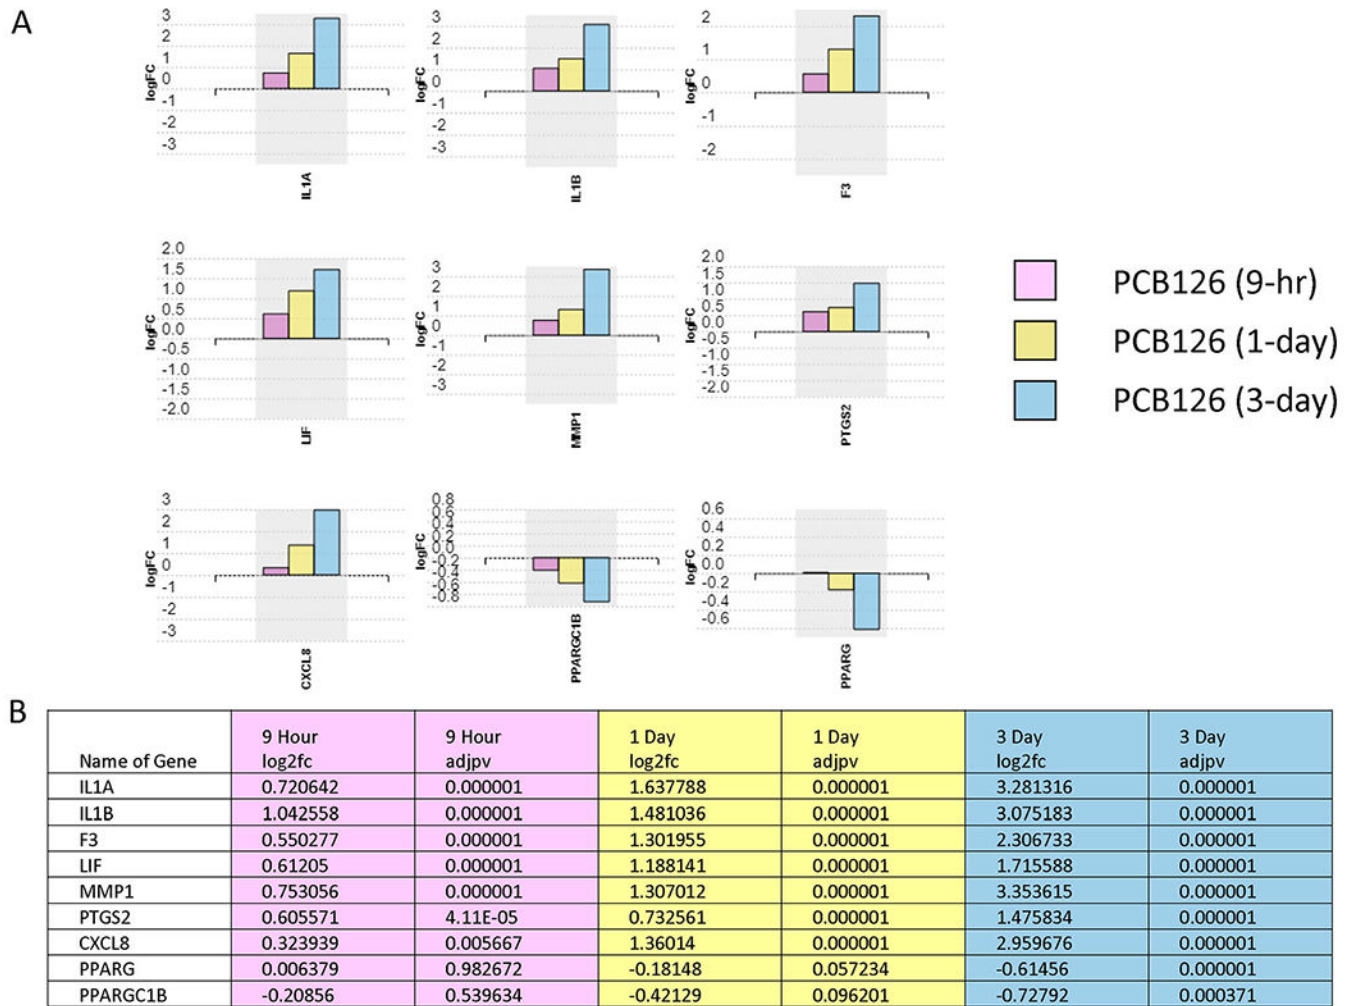 A
logFC
3
2
1
0
-1
-2
-3
IL1A
logFC
3
2
1
0
-1
-2
-3
IL1B
logFC
2
1
0
-1
-2
F3
logFC
2.0
1.5
1.0
0.5
0.0
-0.5
-1.0
-1.5
-2.0
LIF
logFC
3
2
1
0
-1
-2
-3
MMP1
logFC
2.0
1.5
1.0
0.5
0.0
-0.5
-1.0
-1.5
-2.0
PTGS2
PCB126 (9-hr)
PCB126 (1-day)
PCB126 (3-day)
logFC
3
2
1
0
-1
-2
-3
CXCL8
logFC
0.8
0.6
0.4
0.2
0.0
-0.2
-0.4
-0.6
-0.8
PPARGC1B
logFC
0.6
0.4
0.2
0.0
-0.2
-0.4
-0.6
PPARG
B
Name of Gene 9 Hour log2fc 9 Hour adjpv 1 Day log2fc 1 Day adjpv 3 Day log2fc 3 Day adjpv
IL1A 0.720642 0.000001 1.637788 0.000001 3.281316 0.000001
IL1B 1.042558 0.000001 1.481036 0.000001 3.075183 0.000001
F3 0.550277 0.000001 1.301955 0.000001 2.306733 0.000001
LIF 0.61205 0.000001 1.188141 0.000001 1.715588 0.000001
MMP1 0.753056 0.000001 1.307012 0.000001 3.353615 0.000001
PTGS2 0.605571 4.11E-05 0.732561 0.000001 1.475834 0.000001
CXCL8 0.323939 0.005667 1.36014 0.000001 2.959676 0.000001
PPARG 0.006379 0.982672 -0.18148 0.057234 -0.61456 0.000001
PPARGC1B -0.20856 0.539634 -0.42129 0.096201 -0.72792 0.000371